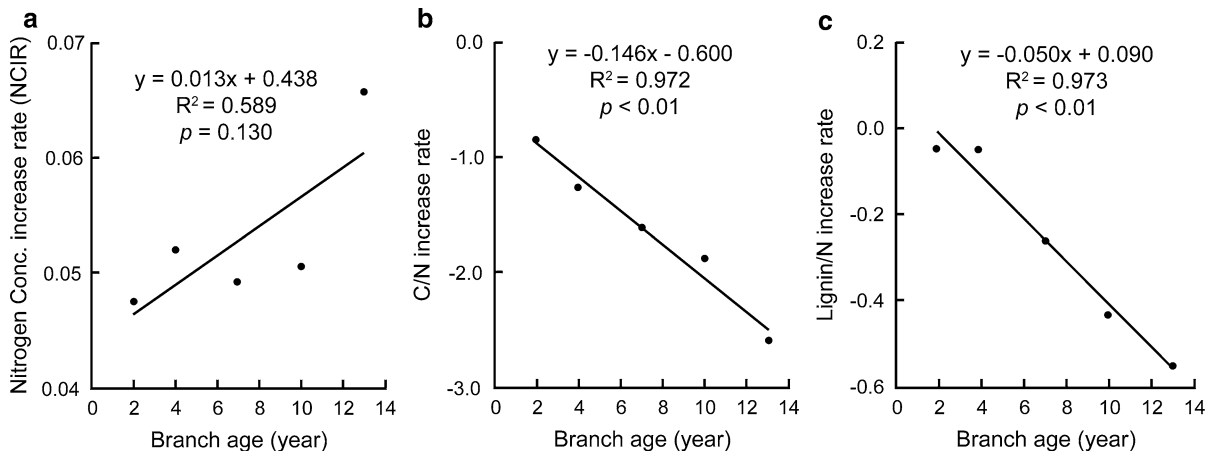 a
Nitrogen Conc. increase rate (NCIR)
0.07
0.06
0.05
0.04
y = 0.013x + 0.438
R² = 0.589
p = 0.130
0 2 4 6 8 10 12 14
Branch age (year)
b
C/N increase rate
0.0
-1.0
-2.0
-3.0
y = -0.146x - 0.600
R² = 0.972
p < 0.01
0 2 4 6 8 10 12 14
Branch age (year)
c
Lignin/N increase rate
0.2
0.0
-0.2
-0.4
-0.6
y = -0.050x + 0.090
R² = 0.973
p < 0.01
0 2 4 6 8 10 12 14
Branch age (year)